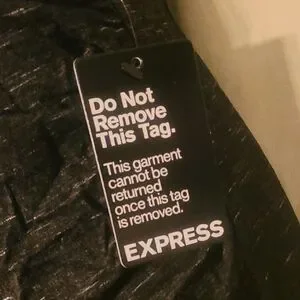 Do Not
Remove
This Tag.
This garment
cannot be
returned
once this tag
is removed.
EXPRESS